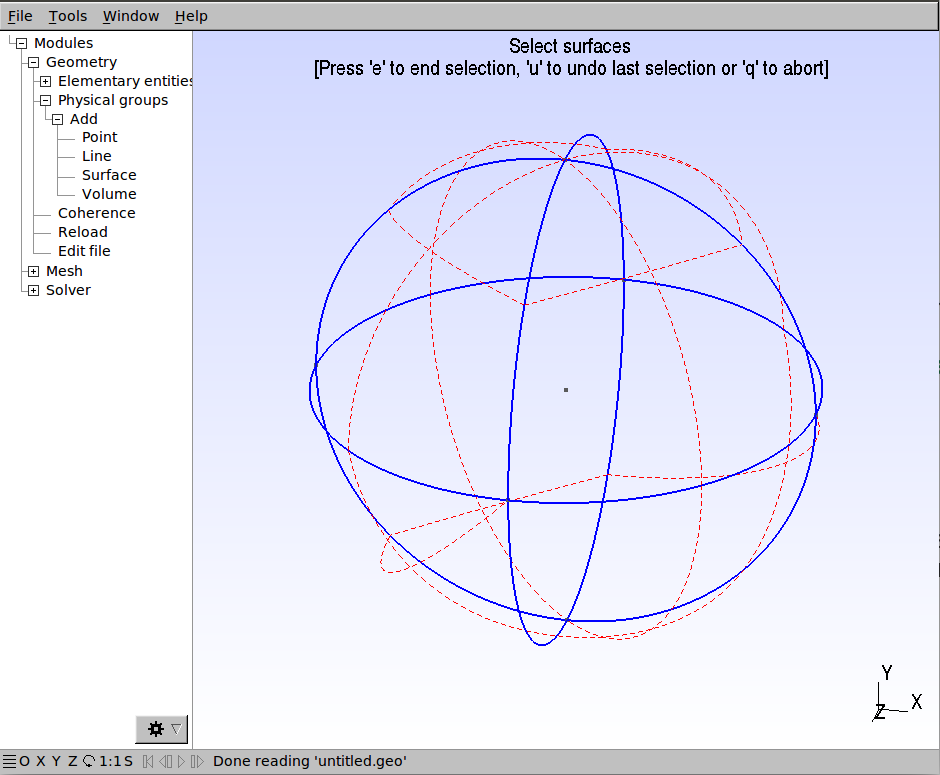 File Tools Window Help
Modules
Geometry
Elementary entities
Physical groups
Add
Point
Line
Surface
Volume
Coherence
Reload
Edit file
Mesh
Solver
Select surfaces
[Press 'e' to end selection, 'u' to undo last selection or 'q' to abort]
Y
X
Z
O X Y Z 1:1 S Done reading 'untitled.geo'